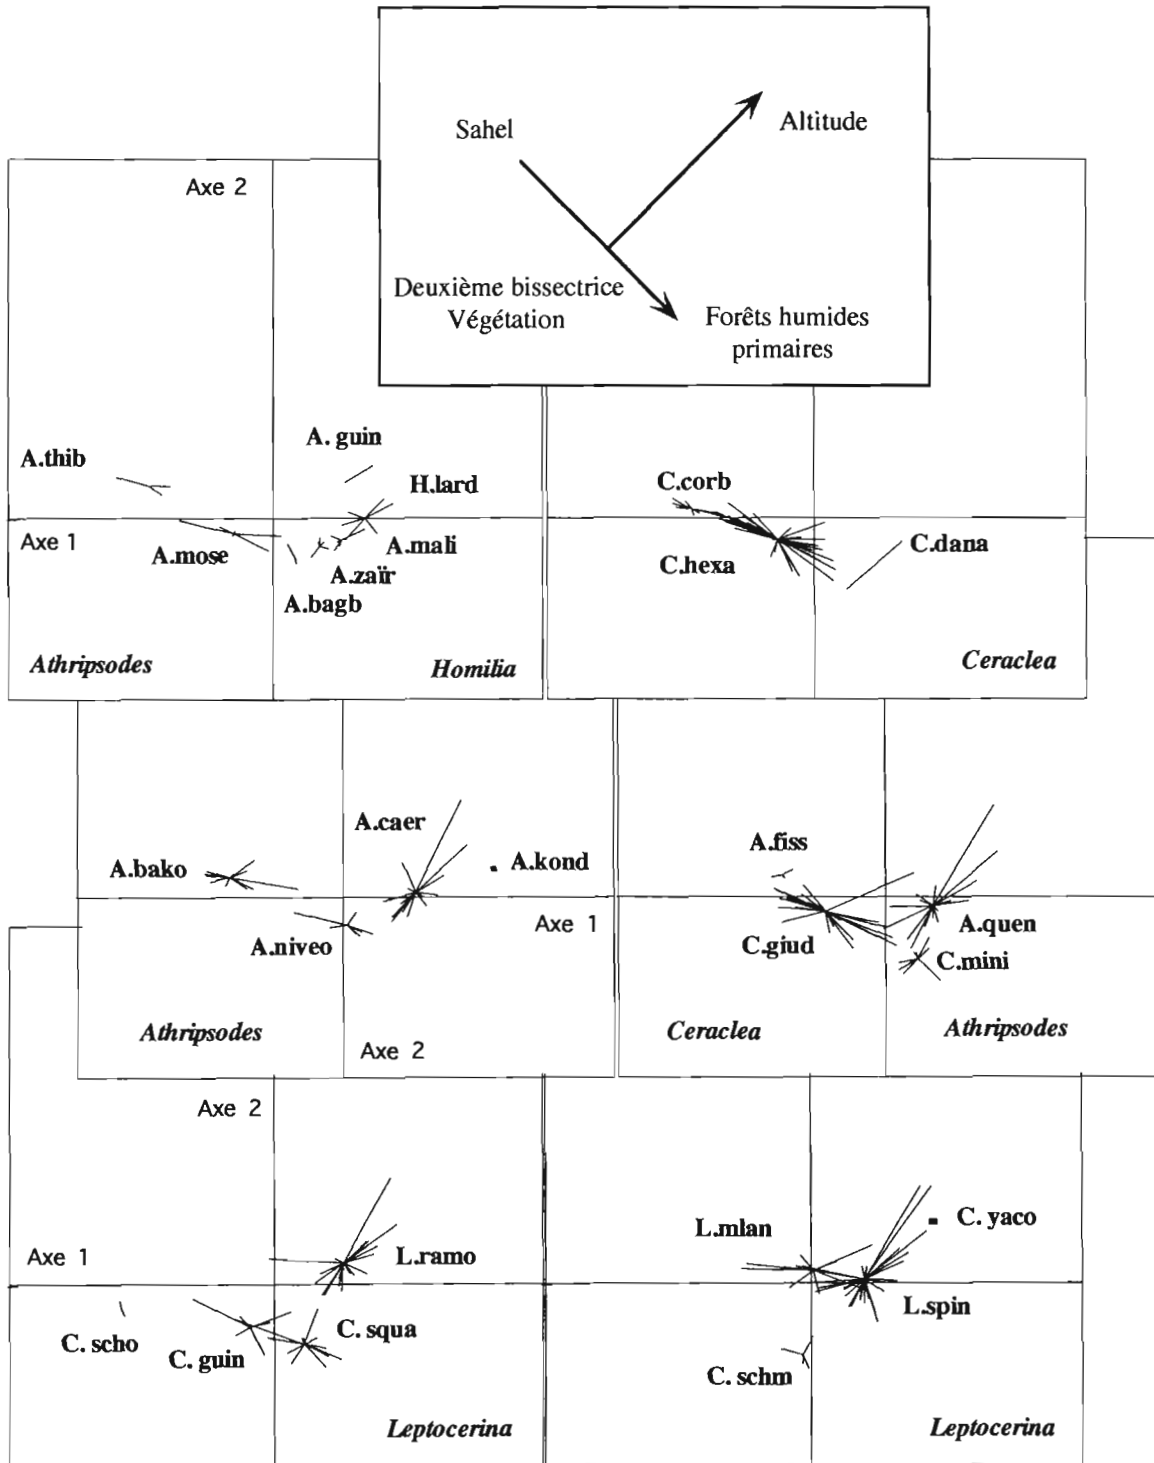 Sahel
Altitude
Deuxième bissectrice
Végétation
Forêts humides
primaires
Axe 2
A.thib
A. guin
H.lard
Axe 1
A.mose
A.mali
A.zaïr
A.bagb
Athripsodes
Homilia
C.corb
C.hexa
C.dana
Ceraclea
A.caer
A.bako
A.kond
A.niveo
Axe 1
Athripsodes
Axe 2
A.fiss
C.giud
A.quen
C.mini
Ceraclea
Athripsodes
Axe 2
Axe 1
L.ramo
C. scho
C. guin
C. squa
Leptocerina
L.mlan
C. yaco
L.spin
C. schm
Leptocerina